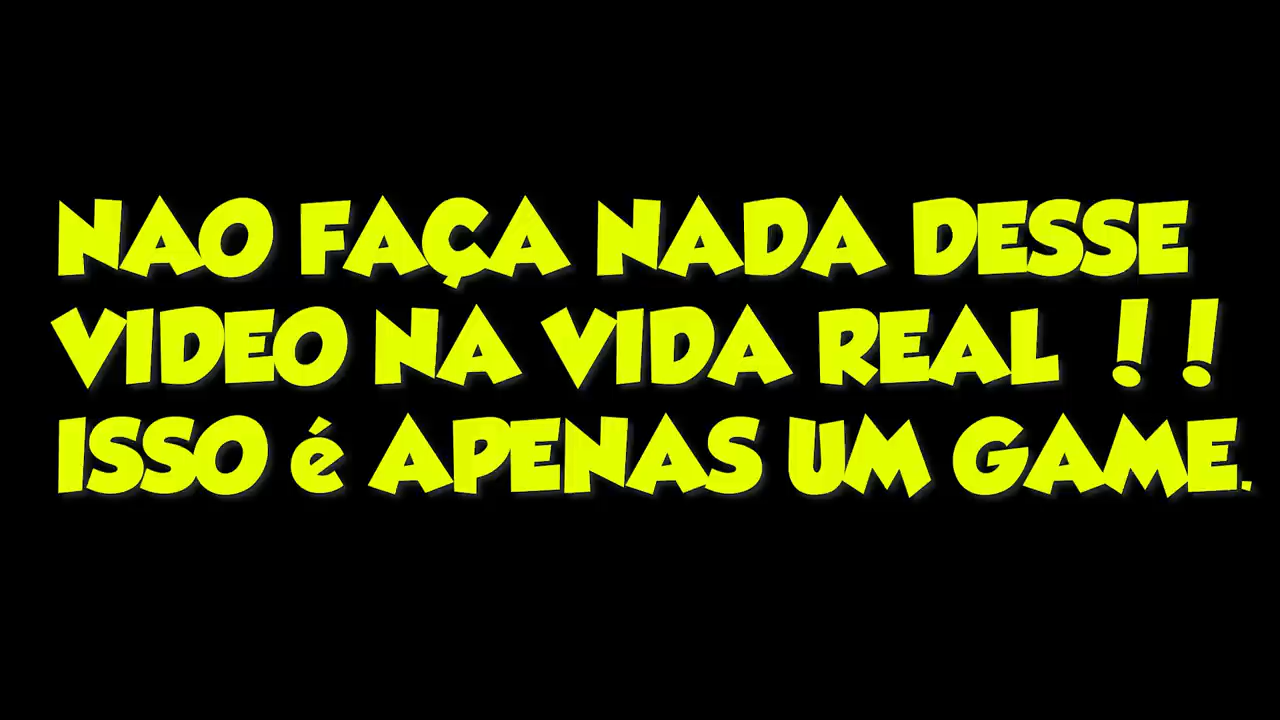 NAO FAÇA NADA DESSE
VIDEO NA VIDA REAL !!
ISSO é APENAS UM GAME.